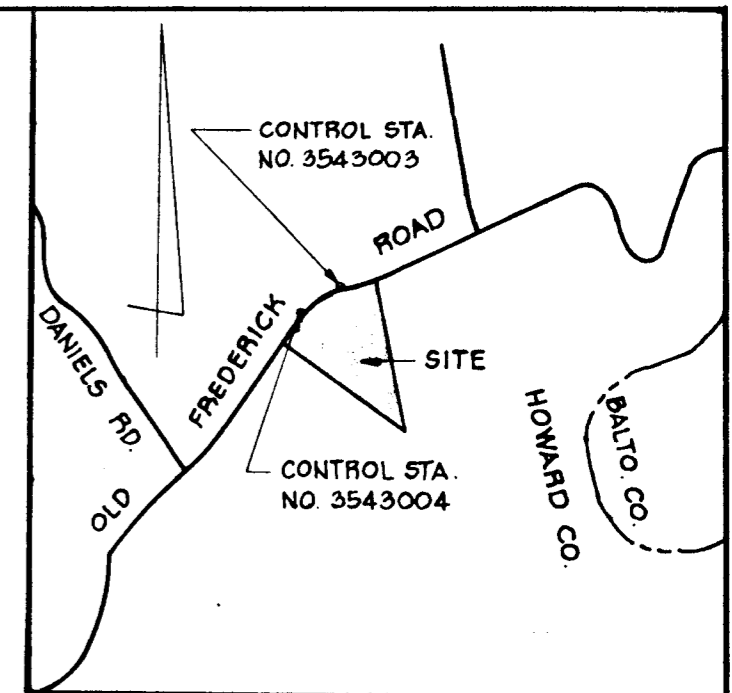 CONTROL STA.
NO. 3543003
ROAD
FREDERICK
OLD
DANIELS RD.
SITE
CONTROL STA.
NO. 3543004
HOWARD CO.
BALTO. CO.